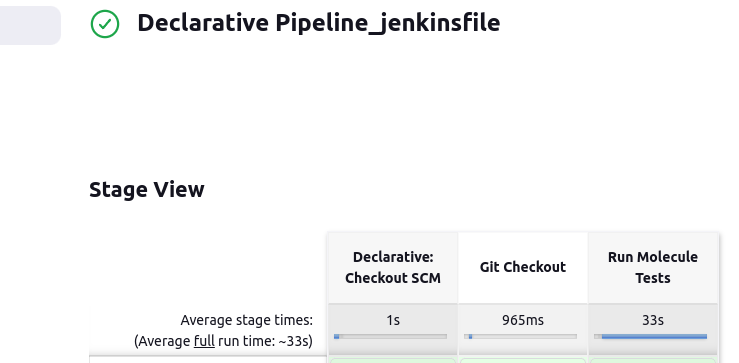 Declarative Pipeline_jenkinsfile
Stage View
Declarative:
Checkout SCM
Git Checkout
Run Molecule
Tests
Average stage times:
(Average full run time: ~33s)
1s
965ms
33s